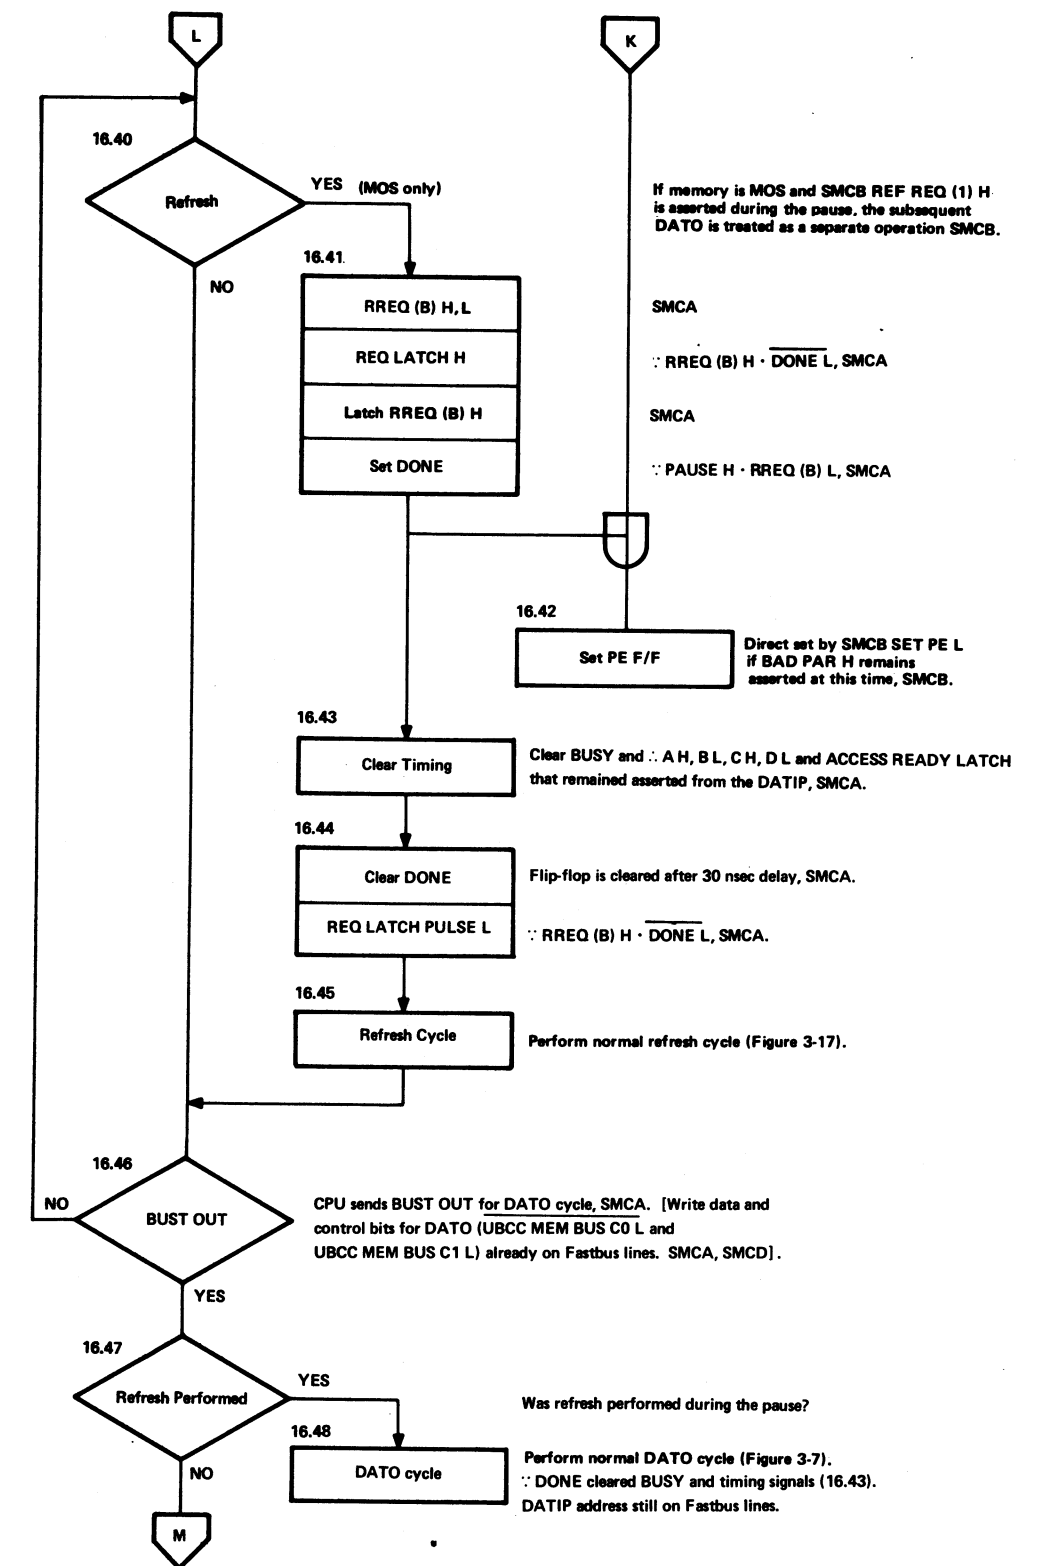 L
K
16.40
Refresh
YES (MOS only)
If memory is MOS and SMCB REF REQ (1) H
is asserted during the pause, the subsequent
DATO is treated as a separate operation SMCB.
16.41
NO
RREQ (B) H, L
SMCA
REQ LATCH H
∵ RREQ (B) H · DONE L, SMCA
Latch RREQ (B) H
SMCA
Set DONE
∵ PAUSE H · RREQ (B) L, SMCA
16.42
Set PE F/F
Direct set by SMCB SET PE L
if BAD PAR H remains
asserted at this time, SMCB.
16.43
Clear Timing
Clear BUSY and ∴ A H, B L, C H, D L and ACCESS READY LATCH
that remained asserted from the DATIP, SMCA.
16.44
Clear DONE
Flip-flop is cleared after 30 nsec delay, SMCA.
REQ LATCH PULSE L
∵ RREQ (B) H · DONE L, SMCA.
16.45
Refresh Cycle
Perform normal refresh cycle (Figure 3-17).
16.46
NO
BUST OUT
CPU sends BUST OUT for DATO cycle, SMCA. [Write data and
control bits for DATO (UBCC MEM BUS C0 L and
UBCC MEM BUS C1 L) already on Fastbus lines. SMCA, SMCD].
YES
16.47
Refresh Performed
YES
Was refresh performed during the pause?
16.48
DATO cycle
Perform normal DATO cycle (Figure 3-7).
∵ DONE cleared BUSY and timing signals (16.43).
DATIP address still on Fastbus lines.
NO
M